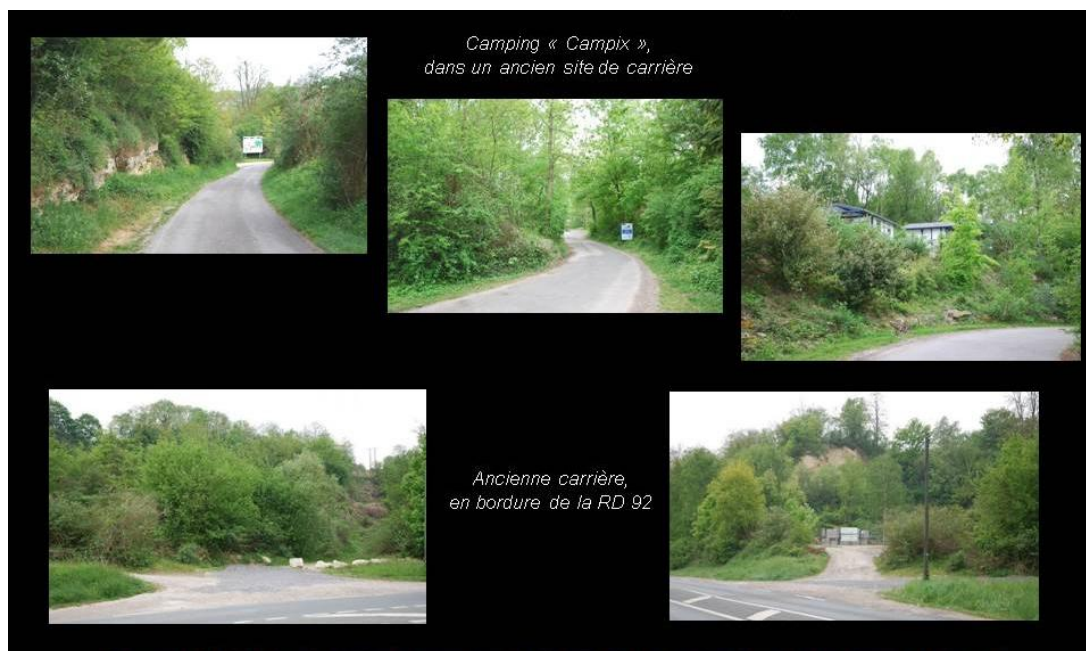 Camping « Campix »,
dans un ancien site de carrière
Ancienne carrière,
en bordure de la RD 92